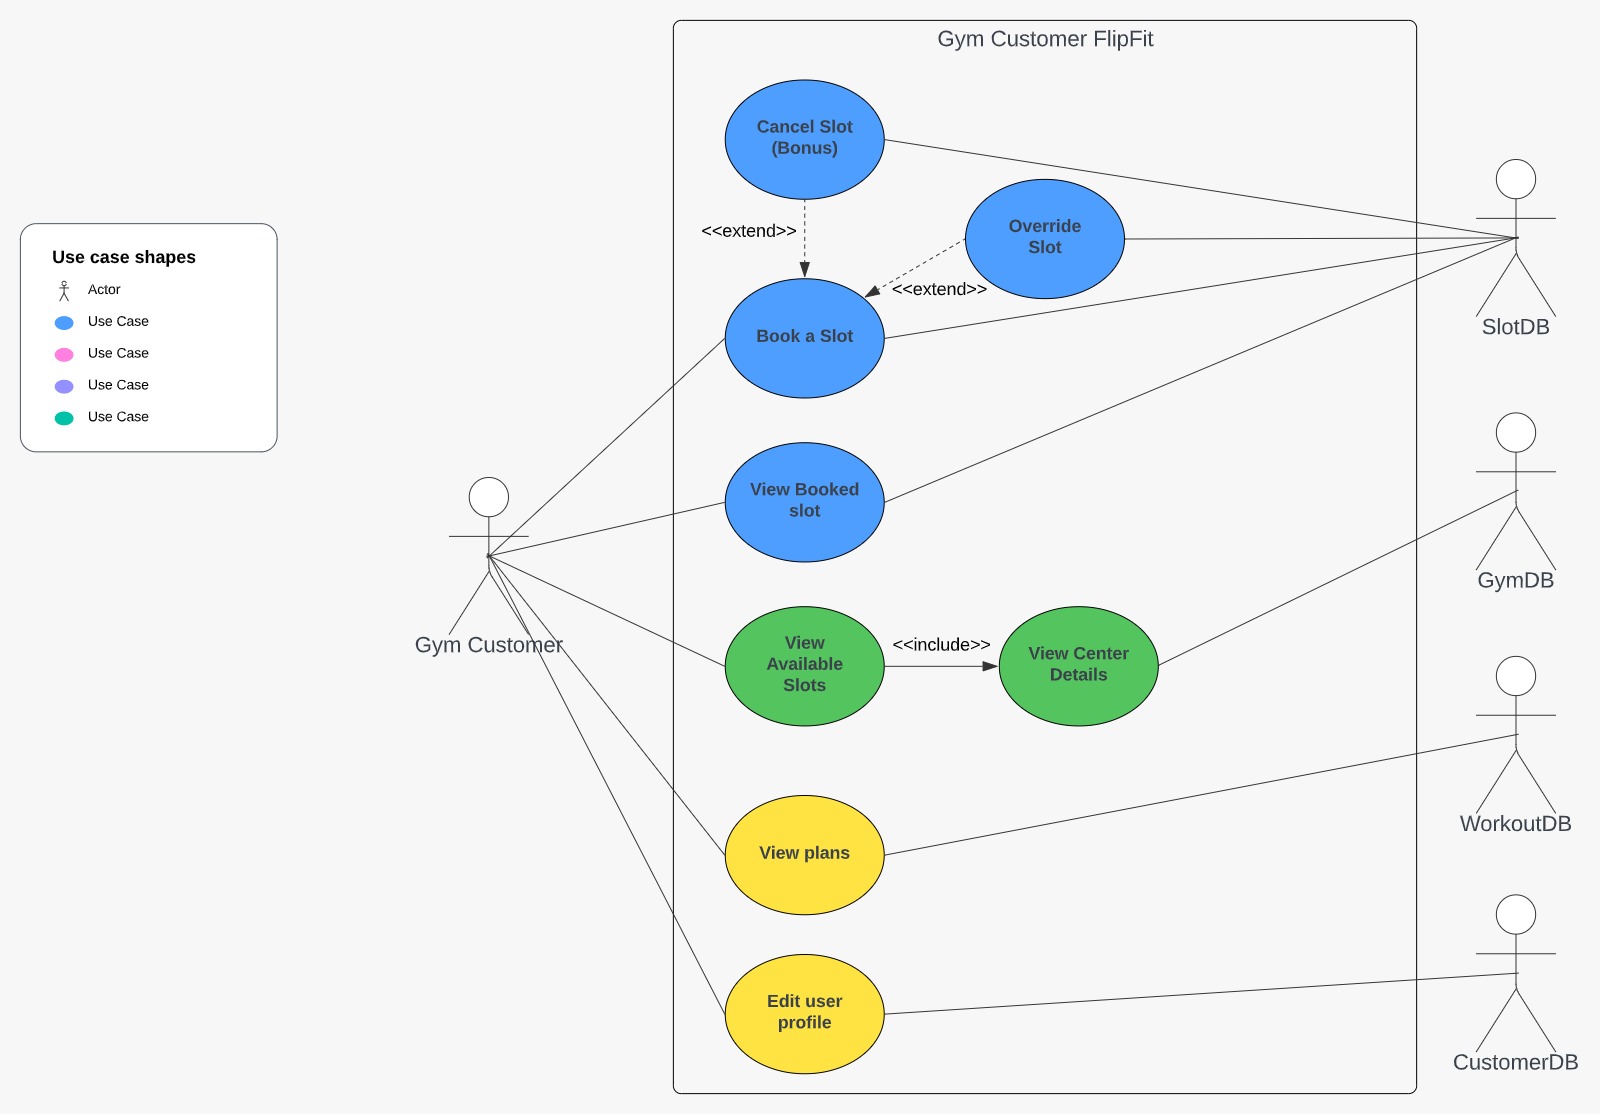 Gym Customer FlipFit
Cancel Slot
(Bonus)
<<extend>>
Override
Slot
<<extend>>
Book a Slot
SlotDB
Use case shapes
Actor
Use Case
Use Case
Use Case
Use Case
View Booked
slot
GymDB
Gym Customer
View
Available
Slots
<<include>>
View Center
Details
WorkoutDB
View plans
Edit user
profile
CustomerDB